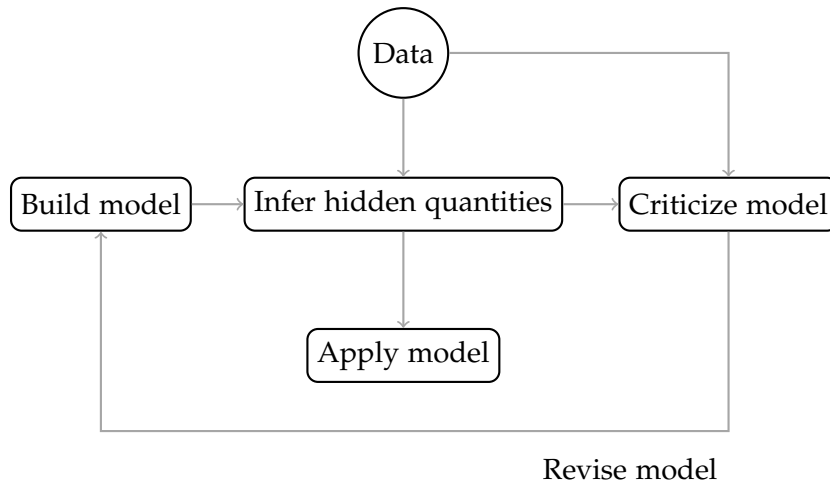 Data
Build model
Infer hidden quantities
Criticize model
Apply model
Revise model